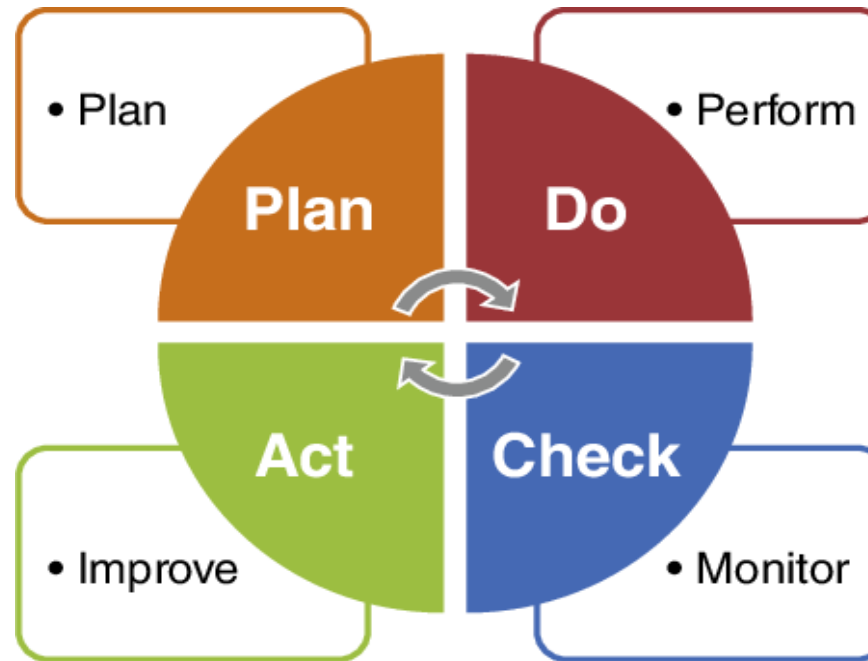 • Plan
• Perform
Plan
Do
Act
Check
• Improve
• Monitor